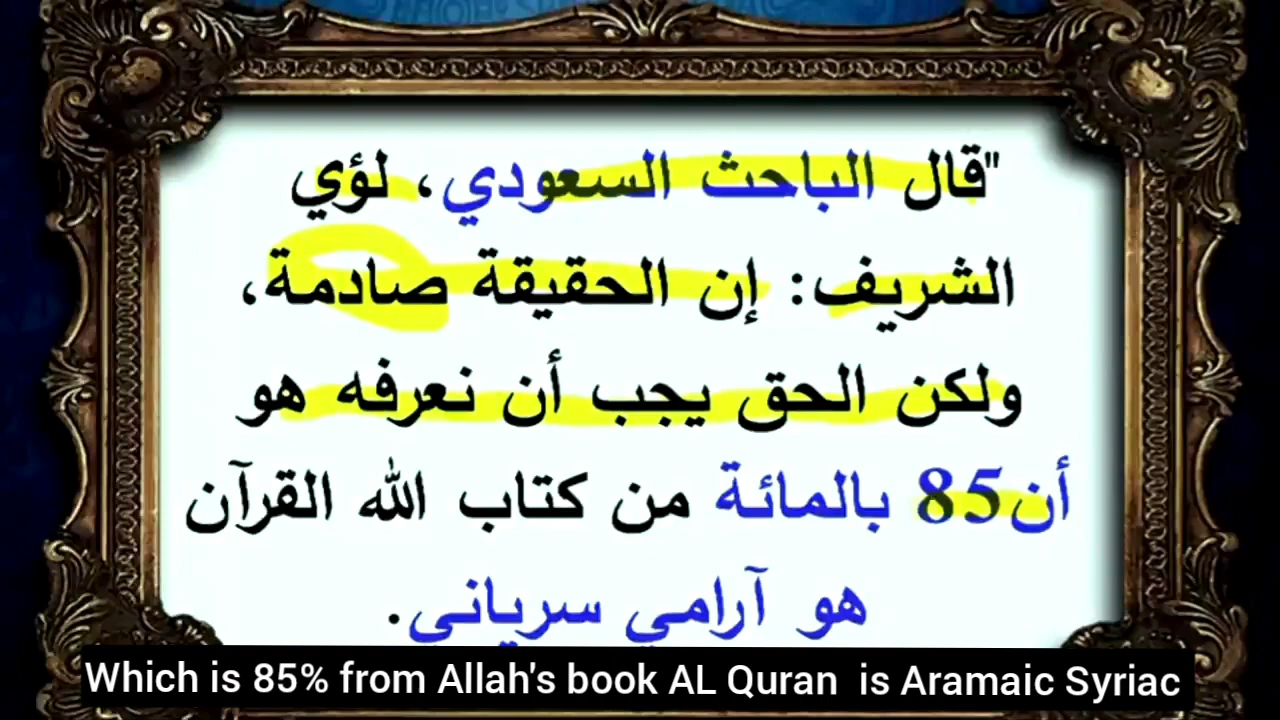 "قال الباحث السعودي، لؤي
الشريف: إن الحقيقة صادمة،
ولكن الحق يجب أن نعرفه هو
أن85 بالمائة من كتاب الله القرآن
هو آرامي سرياني.
Which is 85% from Allah's book AL Quran is Aramaic Syriac